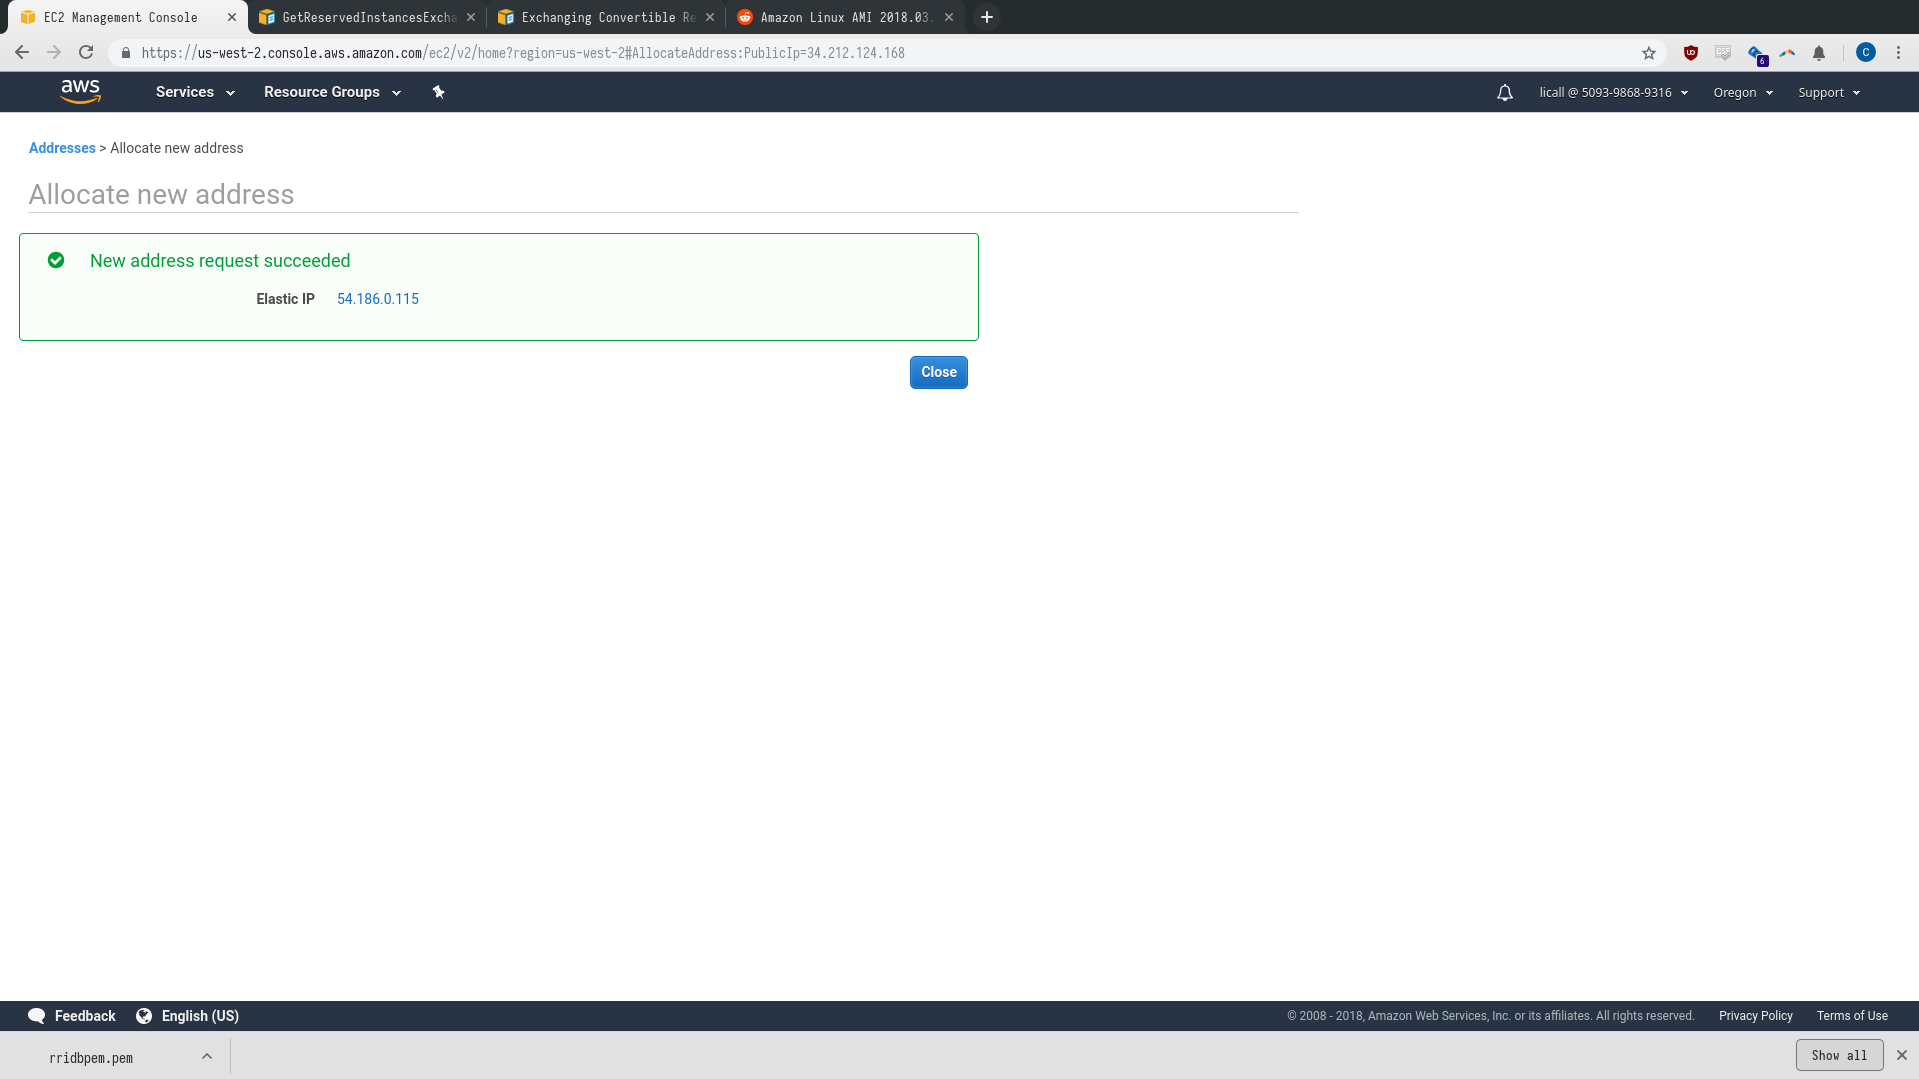 EC2 Management Console
GetReservedInstancesExcha
Exchanging Convertible Re
Amazon Linux AMI 2018.03.
https://us-west-2.console.aws.amazon.com/ec2/v2/home?region=us-west-2#AllocateAddress:PublicIp=34.212.124.168
6
C
aws
Services
Resource Groups
licall @ 5093-9868-9316
Oregon
Support
Addresses > Allocate new address
Allocate new address
New address request succeeded
Elastic IP 54.186.0.115
Close
Feedback
English (US)
© 2008 - 2018, Amazon Web Services, Inc. or its affiliates. All rights reserved.
Privacy Policy
Terms of Use
rridbpem.pem
Show all